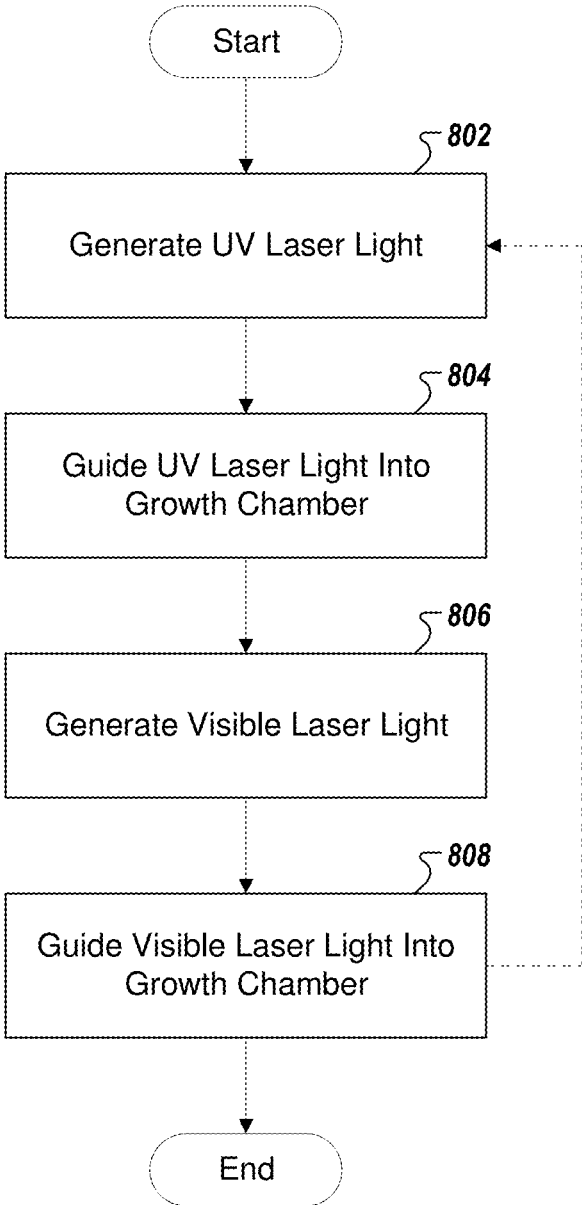 Start
802
Generate UV Laser Light
804
Guide UV Laser Light Into
Growth Chamber
806
Generate Visible Laser Light
808
Guide Visible Laser Light Into
Growth Chamber
End